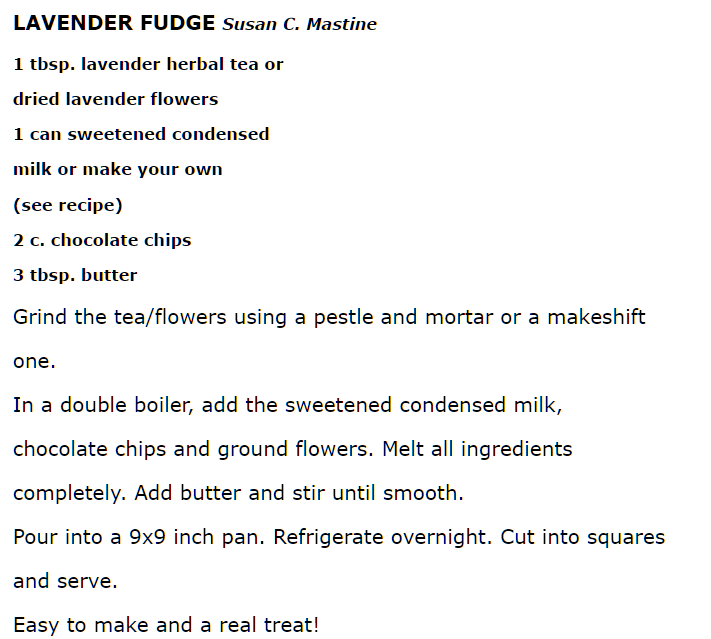 LAVENDER FUDGE Susan C. Mastine
1 tbsp. lavender herbal tea or
dried lavender flowers
1 can sweetened condensed
milk or make your own
(see recipe)
2 c. chocolate chips
3 tbsp. butter
Grind the tea/flowers using a pestle and mortar or a makeshift
one.
In a double boiler, add the sweetened condensed milk,
chocolate chips and ground flowers. Melt all ingredients
completely. Add butter and stir until smooth.
Pour into a 9x9 inch pan. Refrigerate overnight. Cut into squares
and serve.
Easy to make and a real treat!